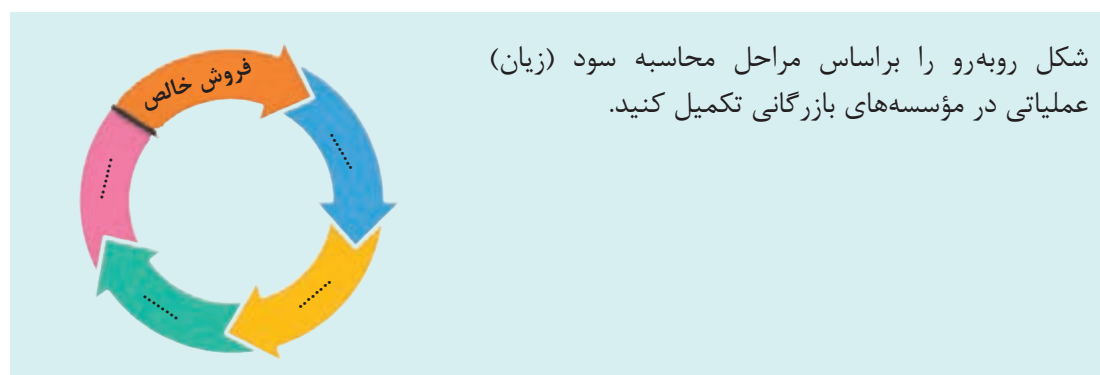 شکل روبه‌رو را براساس مراحل محاسبه سود (زیان)
عملیاتی در مؤسسه‌های بازرگانی تکمیل کنید.
فروش خالص
........
........
........
........